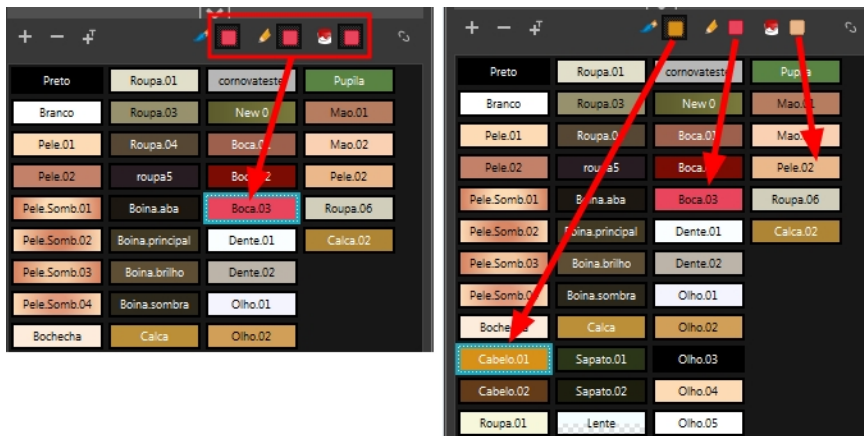 Preto Roupa.01 cornovateste Pupila
Branco Roupa.03 New 0 Mao.01
Pele.01 Roupa.04 Mao.02
Pele.02 roupa5 Pele.02
Pele.Somb.01 Boina.aba Boca.03 Roupa.06
Pele.Somb.02 Boina.principal Dente.01 Calca.02
Pele.Somb.03 Boina.brilho Dente.02
Pele.Somb.04 Boina.sombra Olho.01
Bochecha Calca Olho.02
Preto Roupa.01 cornovateste
Branco Roupa.03 New 0
Pele.01
Pele.02 Pele.02
Pele.Somb.01 Boca.03 Roupa.06
Pele.Somb.02 Boina.principal Dente.01 Calca.02
Pele.Somb.03 Boina.brilho Dente.02
Boina.sombra Olho.01
Calca Olho.02
Cabelo.01 Sapato.01 Olho.03
Cabelo.02 Sapato.02 Olho.04
Roupa.01 Lente Olho.05